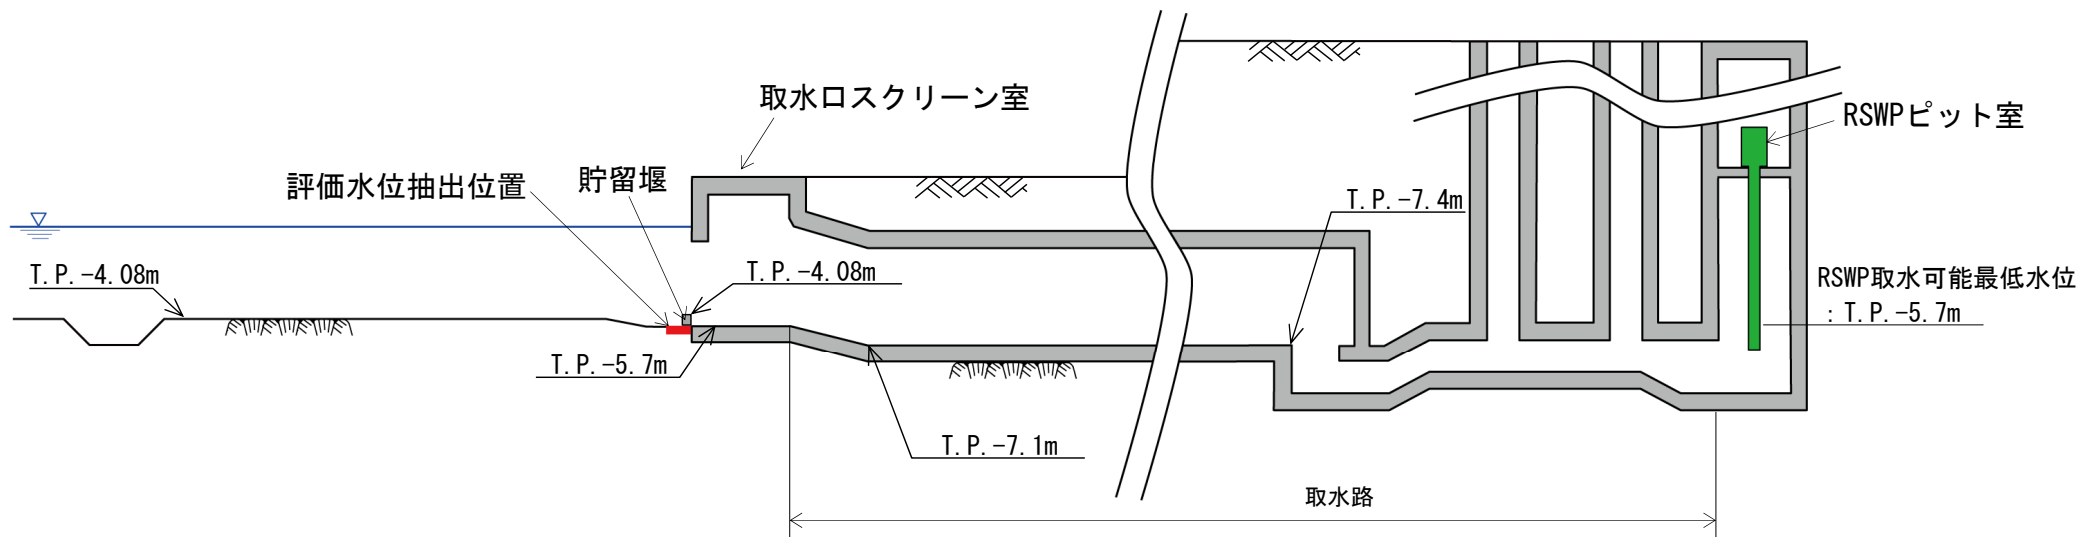 取水口スクリーン室
RSWPピット室
評価水位抽出位置
貯留堰
T.P.-7.4m
T.P.-4.08m
T.P.-4.08m
RSWP取水可能最低水位
：T.P.-5.7m
T.P.-5.7m
T.P.-7.1m
取水路